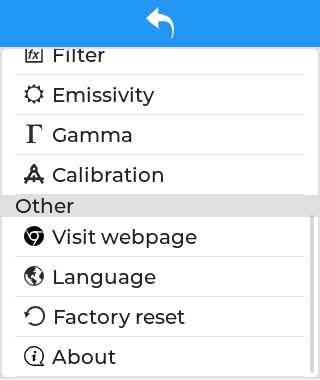 Filter
Emissivity
Gamma
Calibration
Other
Visit webpage
Language
Factory reset
About